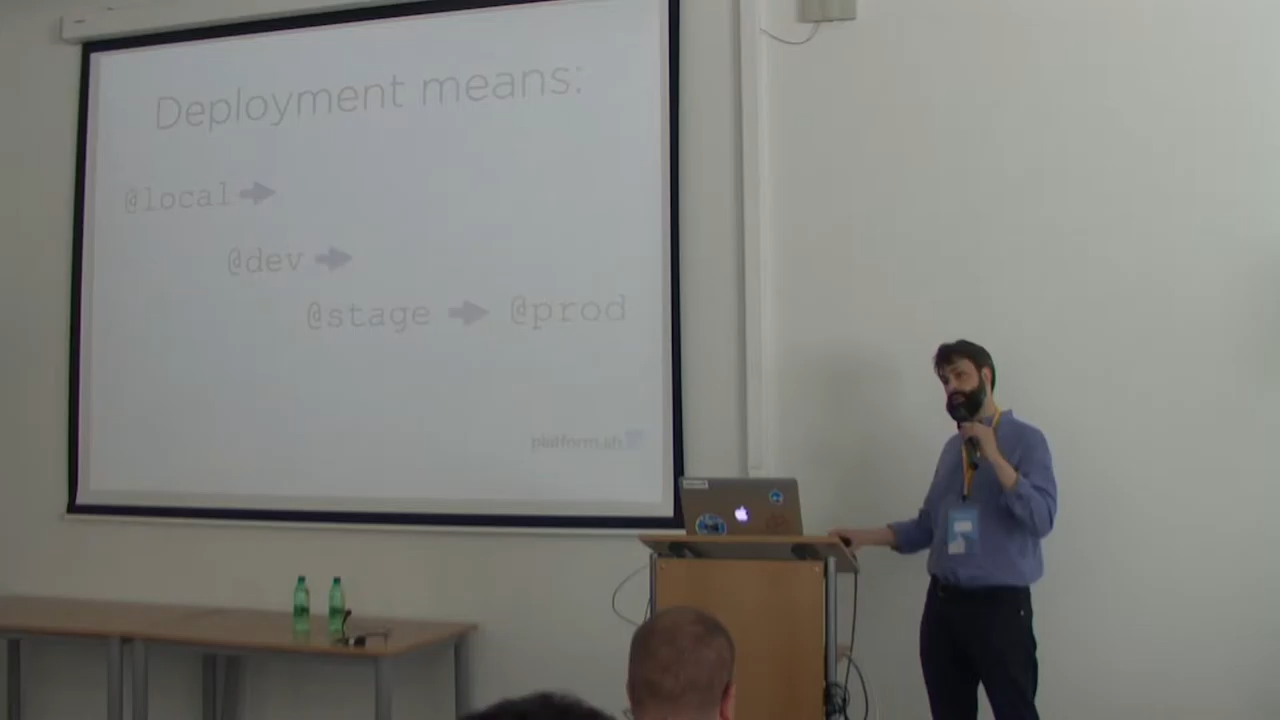 Deployment means:
@local
@dev
@stage @prod
platform.sh